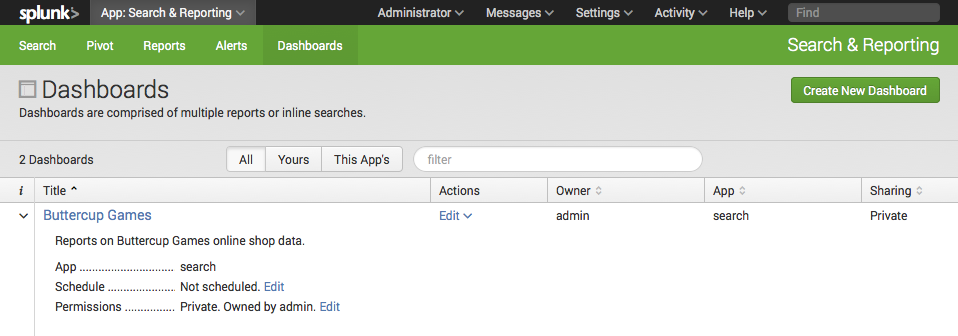 splunk> App: Search & Reporting Administrator Messages Settings Activity Help Find
Search Pivot Reports Alerts Dashboards Search & Reporting
Dashboards Create New Dashboard
Dashboards are comprised of multiple reports or inline searches.
2 Dashboards All Yours This App's filter
i Title Actions Owner App Sharing
Buttercup Games Edit admin search Private
Reports on Buttercup Games online shop data.
App ............................ search
Schedule ..................... Not scheduled. Edit
Permissions ................ Private. Owned by admin. Edit